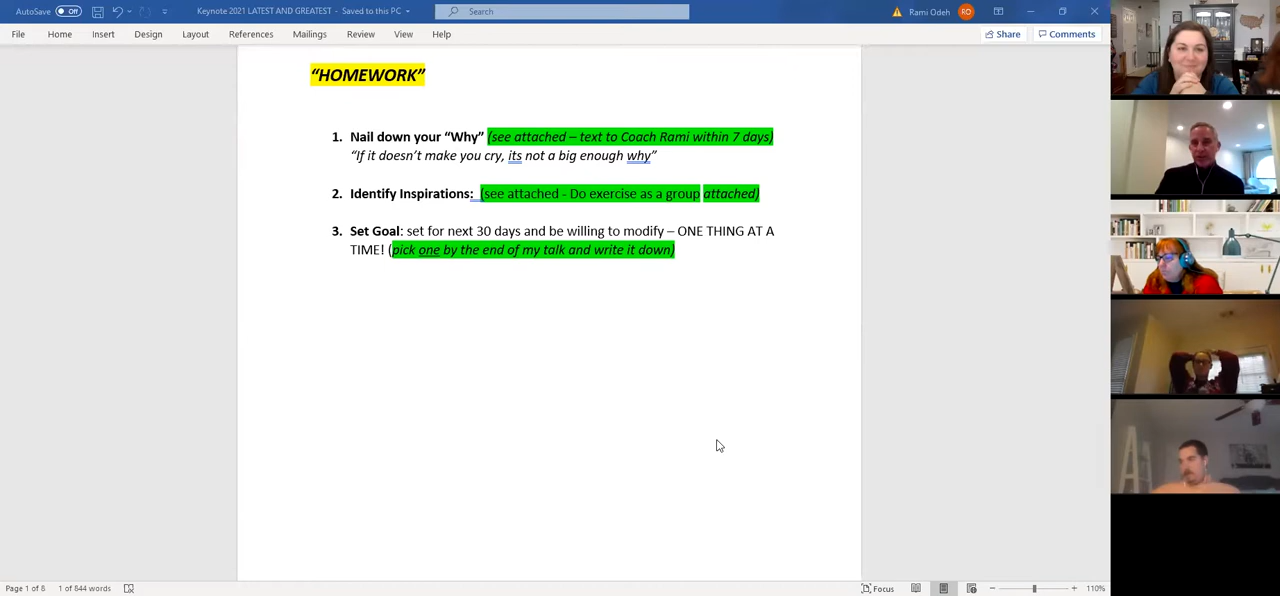 AutoSave Off Keynote 2021 LATEST AND GREATEST - Saved to this PC Search Rami Odeh RO
File Home Insert Design Layout References Mailings Review View Help Share Comments
“HOMEWORK”
1. Nail down your “Why” (see attached – text to Coach Rami within 7 days)
“If it doesn’t make you cry, its not a big enough why”
2. Identify Inspirations: (see attached - Do exercise as a group attached)
3. Set Goal: set for next 30 days and be willing to modify – ONE THING AT A
TIME! (pick one by the end of my talk and write it down)
Page 1 of 8 1 of 844 words Focus 110%